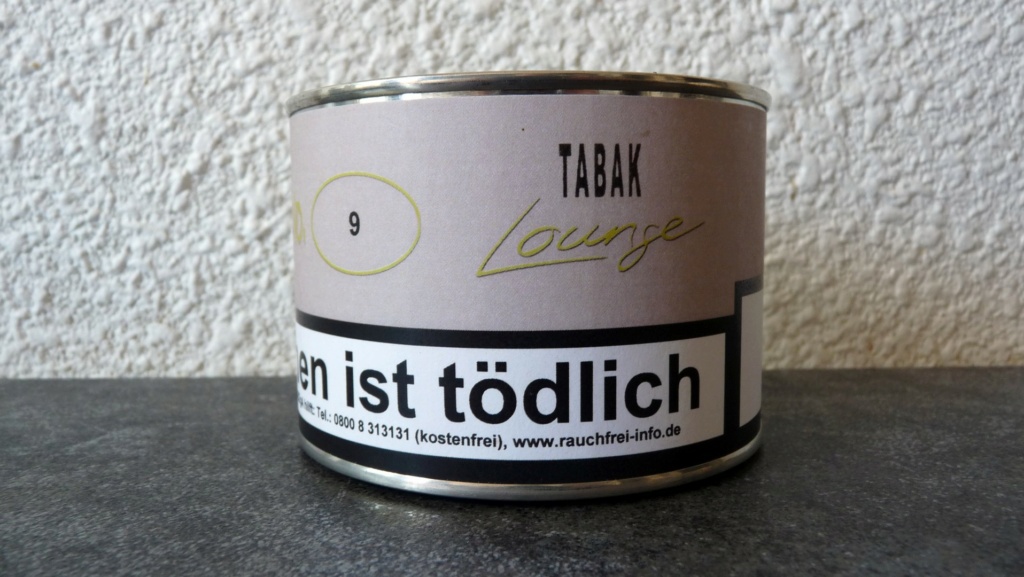 9
TABAK
Lounge
en ist tödlich
Tel.: 0800 8 313131 (kostenfrei), www.rauchfrei-info.de